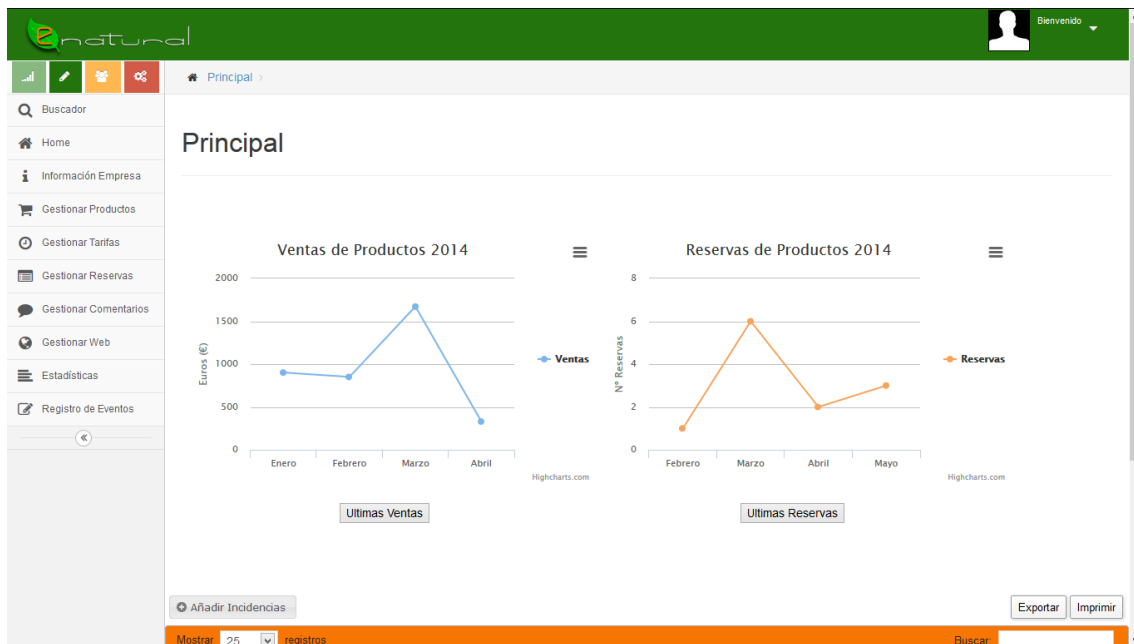 enatural
Bienvenido
Principal >
Buscador
Home
Información Empresa
Gestionar Productos
Gestionar Tarifas
Gestionar Reservas
Gestionar Comentarios
Gestionar Web
Estadísticas
Registro de Eventos
Principal
Ventas de Productos 2014
2000
1500
1000
500
0
Euros (€)
Enero Febrero Marzo Abril
Ventas
Highcharts.com
Ultimas Ventas
Reservas de Productos 2014
8
6
4
2
0
Nº Reservas
Febrero Marzo Abril Mayo
Reservas
Highcharts.com
Ultimas Reservas
Añadir Incidencias
Exportar Imprimir
Mostrar 25 registros Buscar: